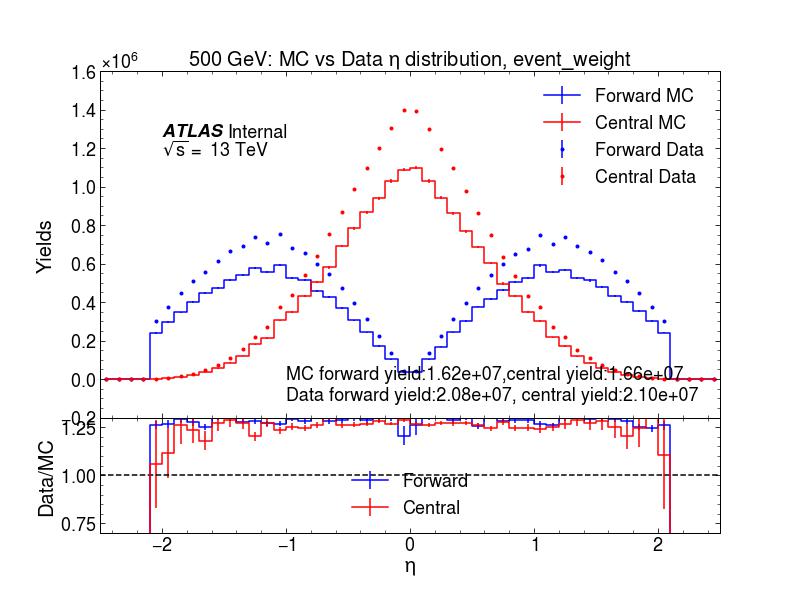 ×10⁶
500 GeV: MC vs Data η distribution, event_weight
1.6
1.4
1.2
1.0
0.8
0.6
0.4
0.2
0.0
0.2
Yields
ATLAS Internal
√s = 13 TeV
Forward MC
Central MC
Forward Data
Central Data
MC forward yield:1.62e+07,central yield:1.66e+07
Data forward yield:2.08e+07, central yield:2.10e+07
1.25
1.00
0.75
Data/MC
Forward
Central
−2
−1
0
1
2
η